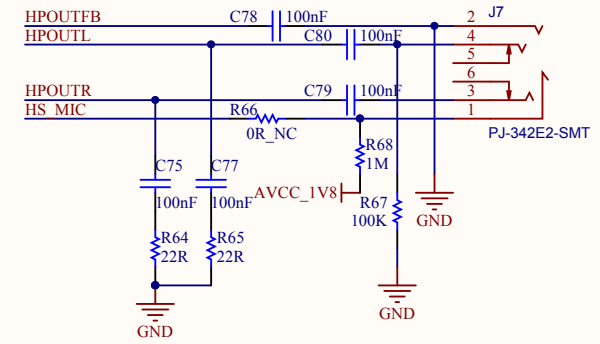 HPOUTFB C78 100nF 2 J7
HPOUTL C80 100nF 4
5
6
HPOUTR C79 100nF 3
HS_MIC R66 1
0R_NC PJ-342E2-SMT
R68
1M
C75 C77
AVCC_1V8
100nF 100nF R67
100K GND
R64 R65
22R 22R
GND
GND